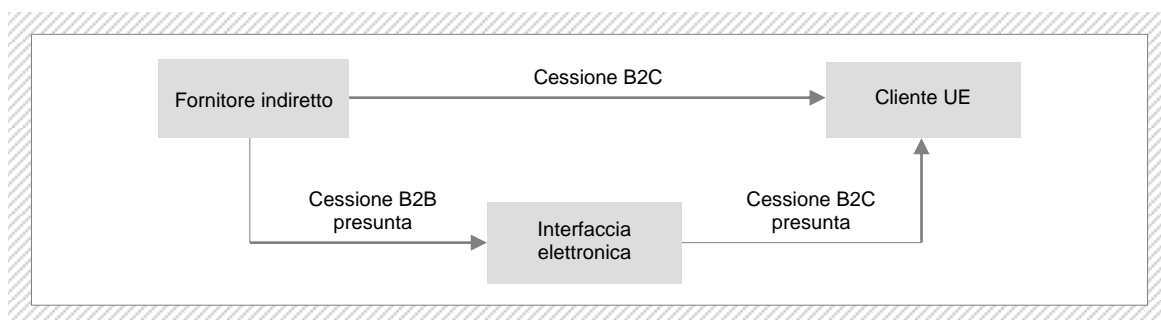 Cessione B2C
Fornitore indiretto
Cliente UE
Cessione B2B
presunta
Cessione B2C
presunta
Interfaccia
elettronica